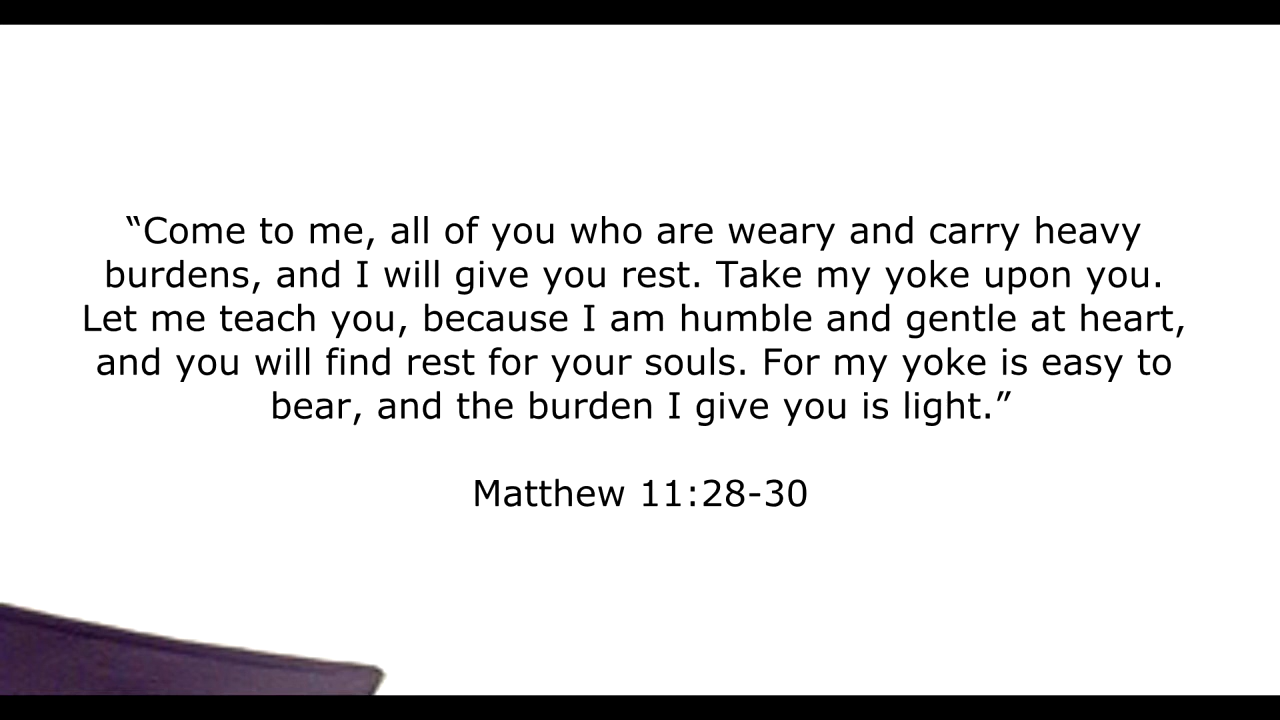 “Come to me, all of you who are weary and carry heavy
burdens, and I will give you rest. Take my yoke upon you.
Let me teach you, because I am humble and gentle at heart,
and you will find rest for your souls. For my yoke is easy to
bear, and the burden I give you is light.”
Matthew 11:28-30